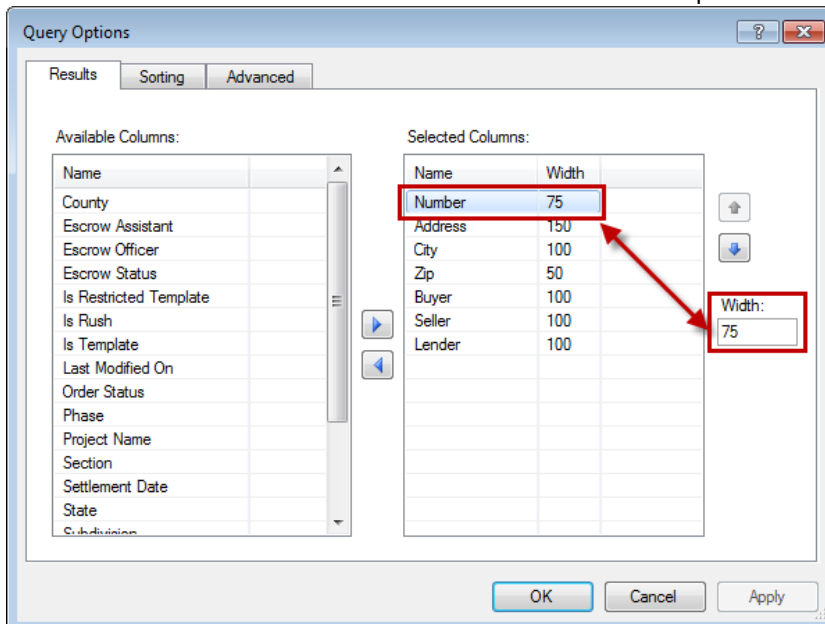 Query Options
Results Sorting Advanced
Available Columns: Selected Columns:
Name Name Width
County Number 75
Escrow Assistant Address 150
Escrow Officer City 100
Escrow Status Zip 50
Is Restricted Template Buyer 100 Width:
Is Rush Seller 100 75
Is Template Lender 100
Last Modified On
Order Status
Phase
Project Name
Section
Settlement Date
State
Subdivision
OK Cancel Apply